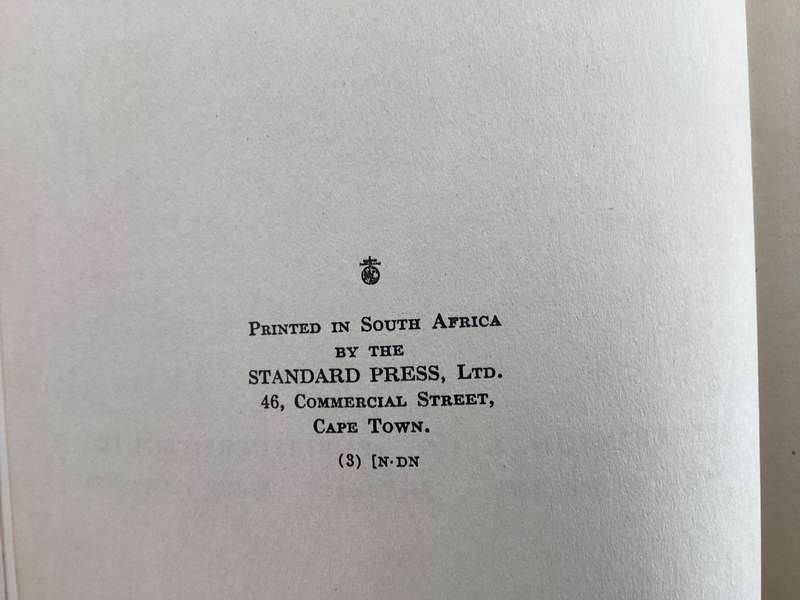 PRINTED IN SOUTH AFRICA
BY THE
STANDARD PRESS, LTD.
46, COMMERCIAL STREET,
CAPE TOWN.
(3) [N·DN